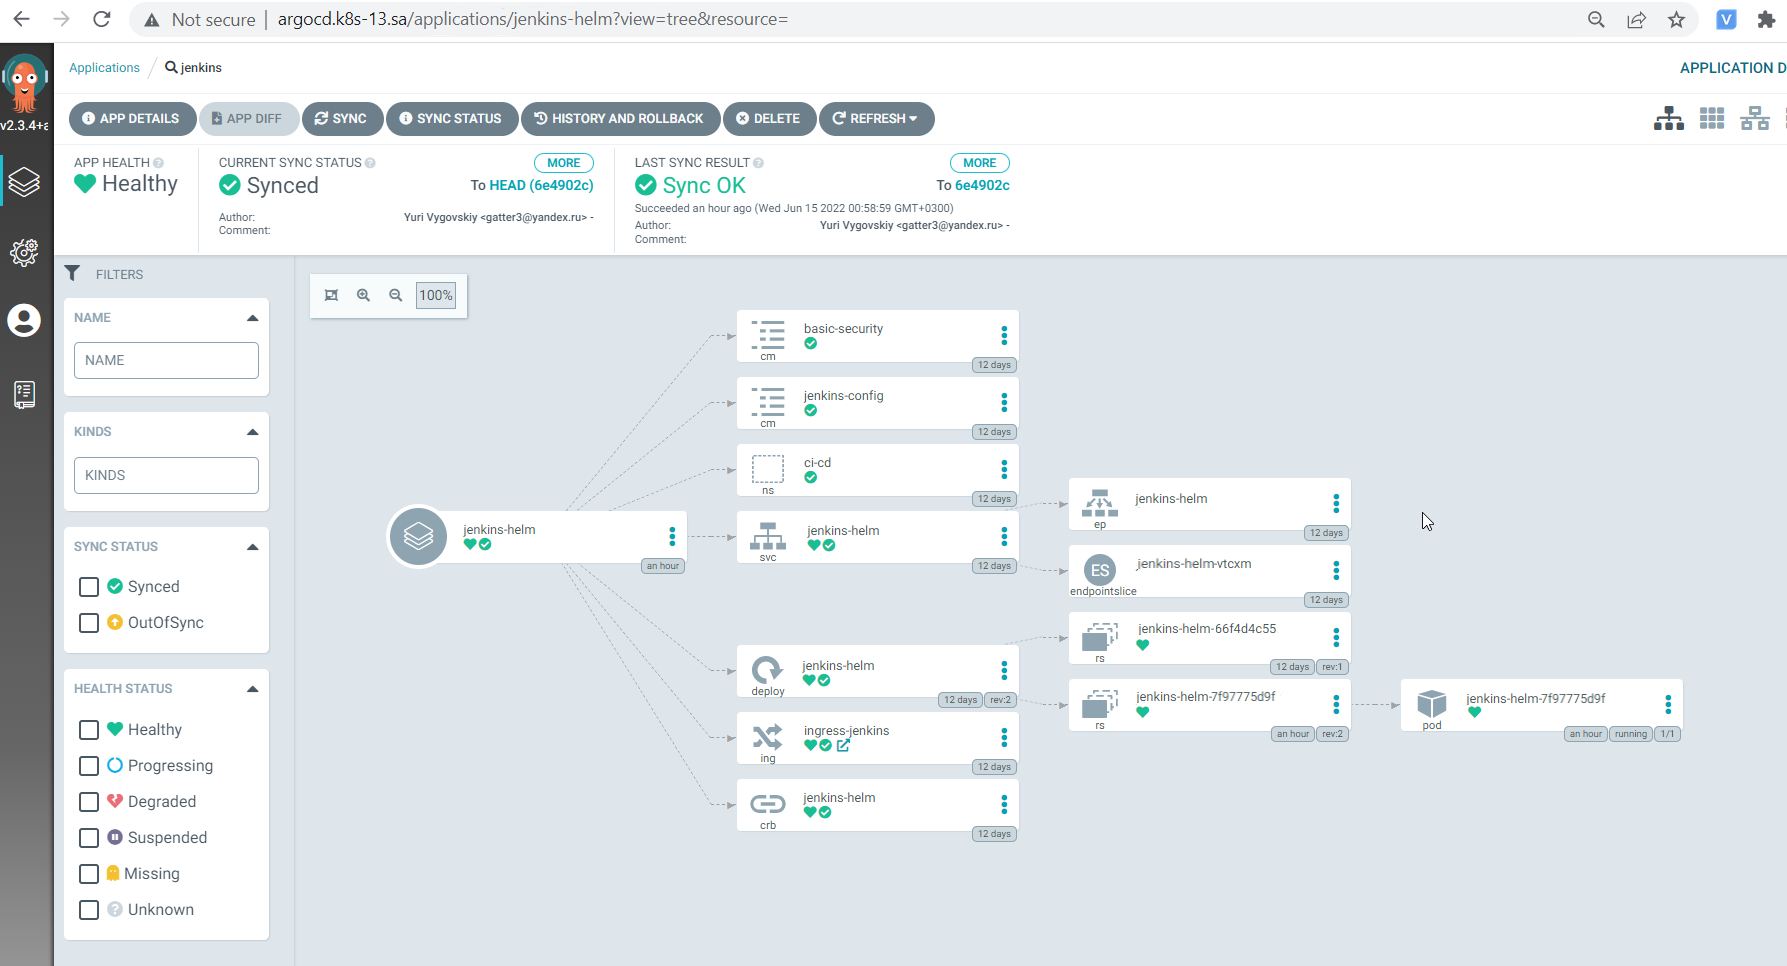 Not secure | argocd.k8s-13.sa/applications/jenkins-helm?view=tree&resource=
V
Applications / jenkins
APPLICATION D
v2.3.4+a
APP DETAILS APP DIFF SYNC SYNC STATUS HISTORY AND ROLLBACK DELETE REFRESH
APP HEALTH
Healthy
CURRENT SYNC STATUS MORE
Synced To HEAD (6e4902c)
Author: Yuri Vygovskiy <gatter3@yandex.ru> -
Comment:
LAST SYNC RESULT MORE
Sync OK To 6e4902c
Succeeded an hour ago (Wed Jun 15 2022 00:58:59 GMT+0300)
Author: Yuri Vygovskiy <gatter3@yandex.ru> -
Comment:
FILTERS
NAME
NAME
KINDS
KINDS
SYNC STATUS
Synced
OutOfSync
HEALTH STATUS
Healthy
Progressing
Degraded
Suspended
Missing
Unknown
100%
jenkins-helm
an hour
basic-security
cm
12 days
jenkins-config
cm
12 days
ci-cd
ns
12 days
jenkins-helm
svc
12 days
jenkins-helm
deploy
12 days rev:2
ingress-jenkins
ing
12 days
jenkins-helm
crb
12 days
jenkins-helm
ep
12 days
ES
jenkins-helm-vtcxm
endpointslice
12 days
jenkins-helm-66f4d4c55
rs
12 days rev:1
jenkins-helm-7f97775d9f
rs
an hour rev:2
jenkins-helm-7f97775d9f
pod
an hour running 1/1